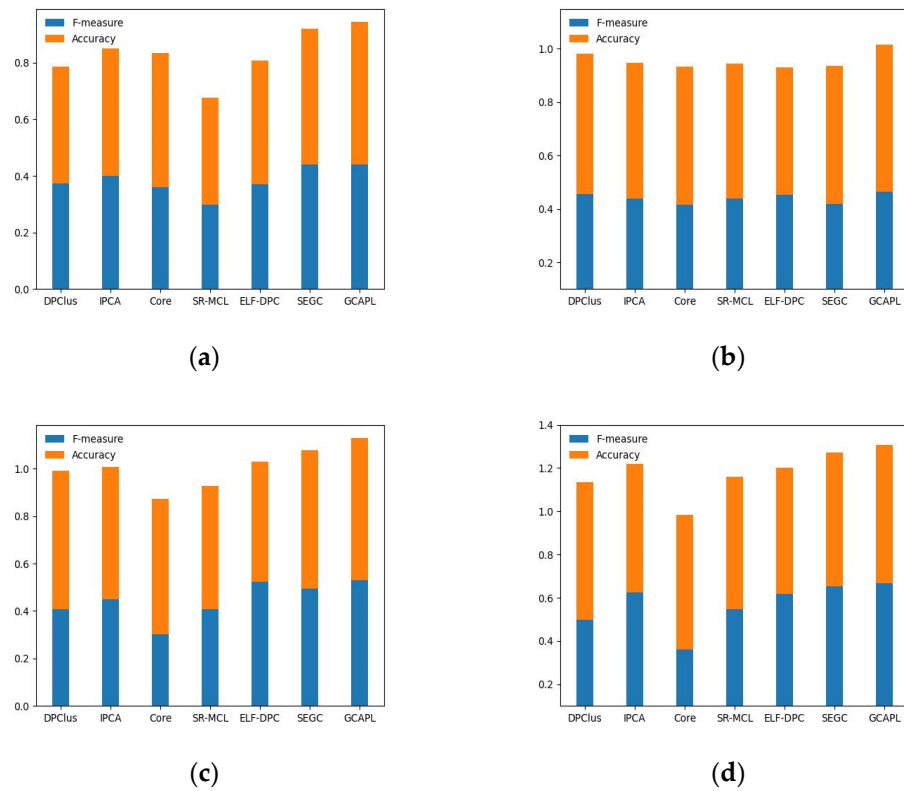 F-measure
Accuracy
0.8
0.6
0.4
0.2
0.0
DPClus IPCA Core SR-MCL ELF-DPC SEGC GCAPL
(a)
F-measure
Accuracy
1.0
0.8
0.6
0.4
0.2
DPClus IPCA Core SR-MCL ELF-DPC SEGC GCAPL
(b)
F-measure
Accuracy
1.0
0.8
0.6
0.4
0.2
0.0
DPClus IPCA Core SR-MCL ELF-DPC SEGC GCAPL
(c)
1.4
F-measure
Accuracy
1.2
1.0
0.8
0.6
0.4
0.2
DPClus IPCA Core SR-MCL ELF-DPC SEGC GCAPL
(d)